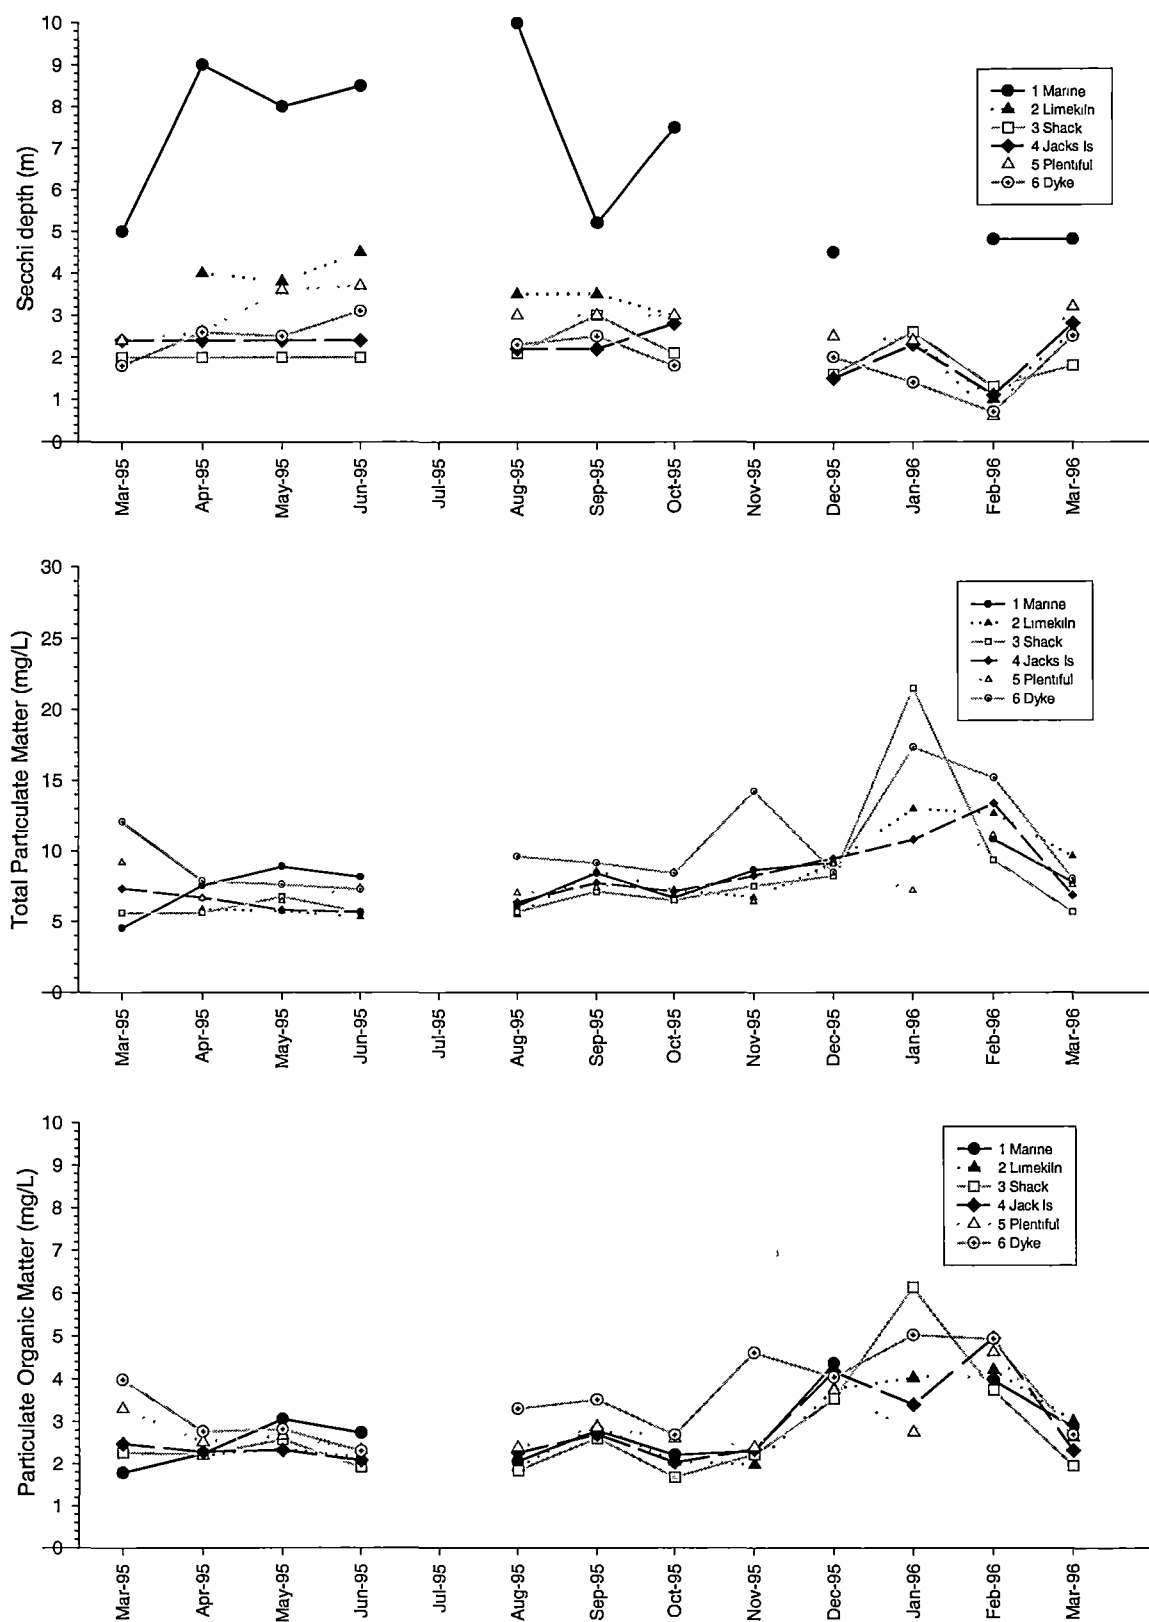 Secchi depth (m)
10
9
8
7
6
5
4
3
2
1
0
1 Marine
2 Limekiln
3 Shack
4 Jacks Is
5 Plentiful
6 Dyke
Mar-95
Apr-95
May-95
Jun-95
Jul-95
Aug-95
Sep-95
Oct-95
Nov-95
Dec-95
Jan-96
Feb-96
Mar-96
Total Particulate Matter (mg/L)
30
25
20
15
10
5
0
1 Marine
2 Limekiln
3 Shack
4 Jacks Is
5 Plentiful
6 Dyke
Mar-95
Apr-95
May-95
Jun-95
Jul-95
Aug-95
Sep-95
Oct-95
Nov-95
Dec-95
Jan-96
Feb-96
Mar-96
Particulate Organic Matter (mg/L)
10
9
8
7
6
5
4
3
2
1
0
1 Marine
2 Limekiln
3 Shack
4 Jack Is
5 Plentiful
6 Dyke
Mar-95
Apr-95
May-95
Jun-95
Jul-95
Aug-95
Sep-95
Oct-95
Nov-95
Dec-95
Jan-96
Feb-96
Mar-96